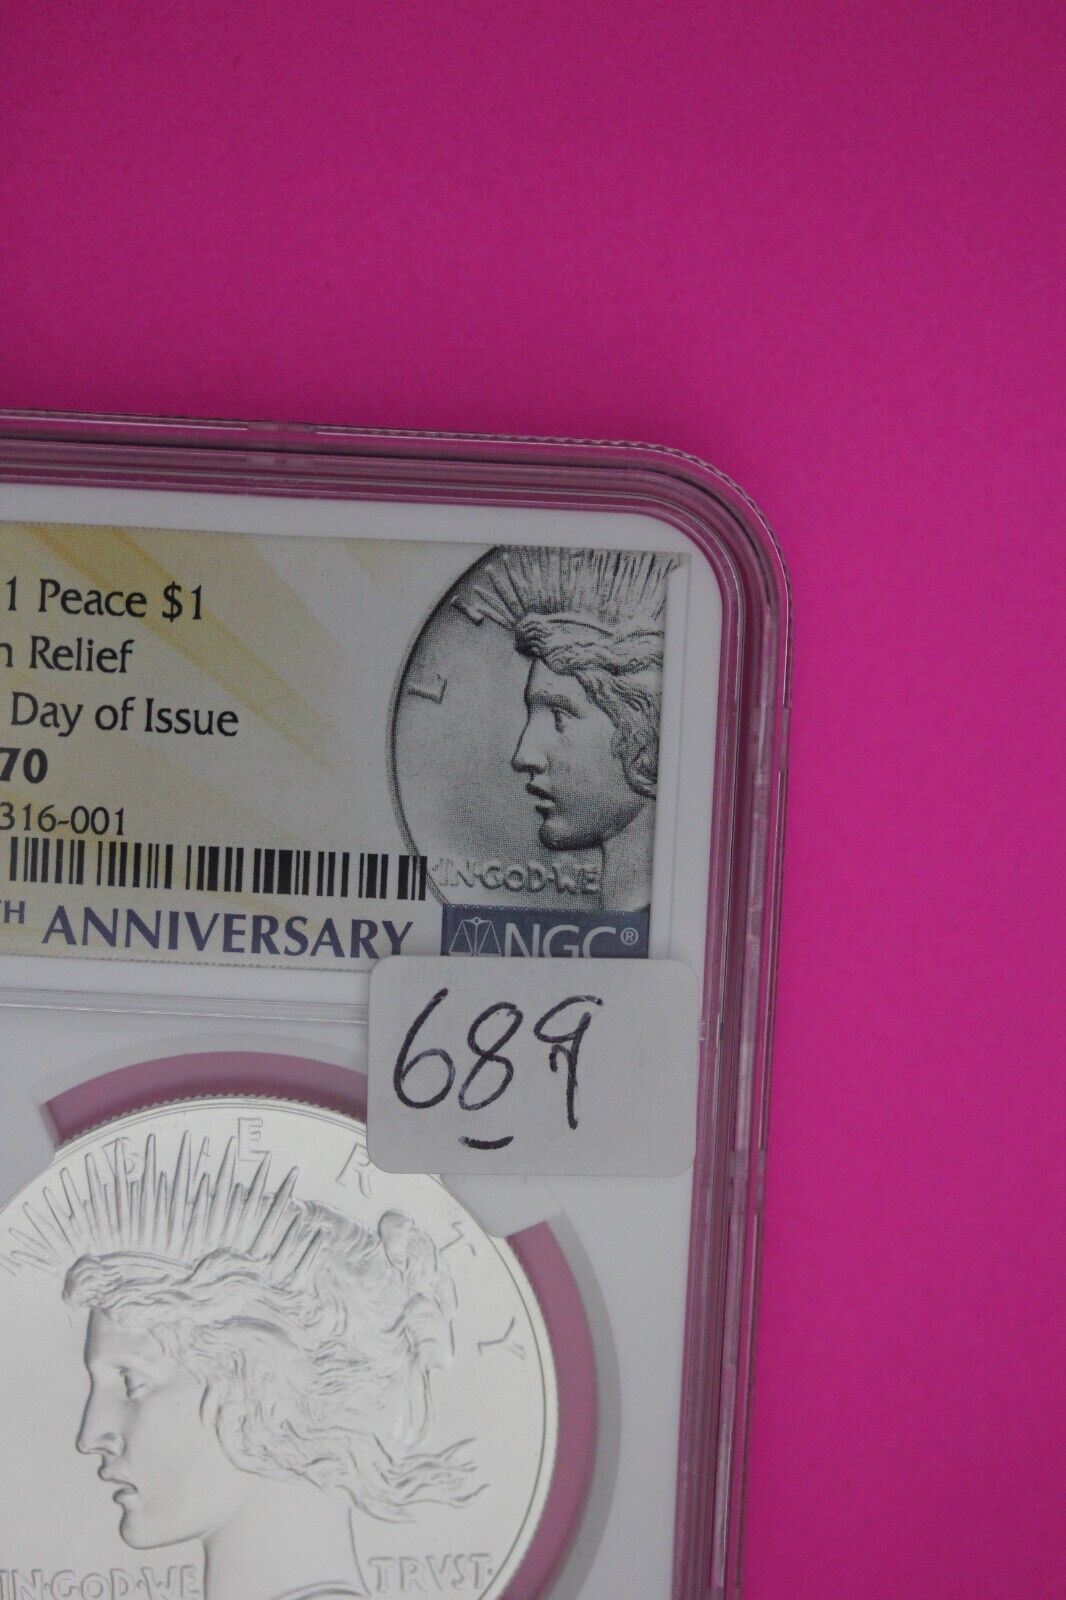 1 Peace $1
h Relief
Day of Issue
70
316-001
TH ANNIVERSARY
L
IN·GOD·WE
NGC®
689
BERTY
IN·GOD·WE TRVST·